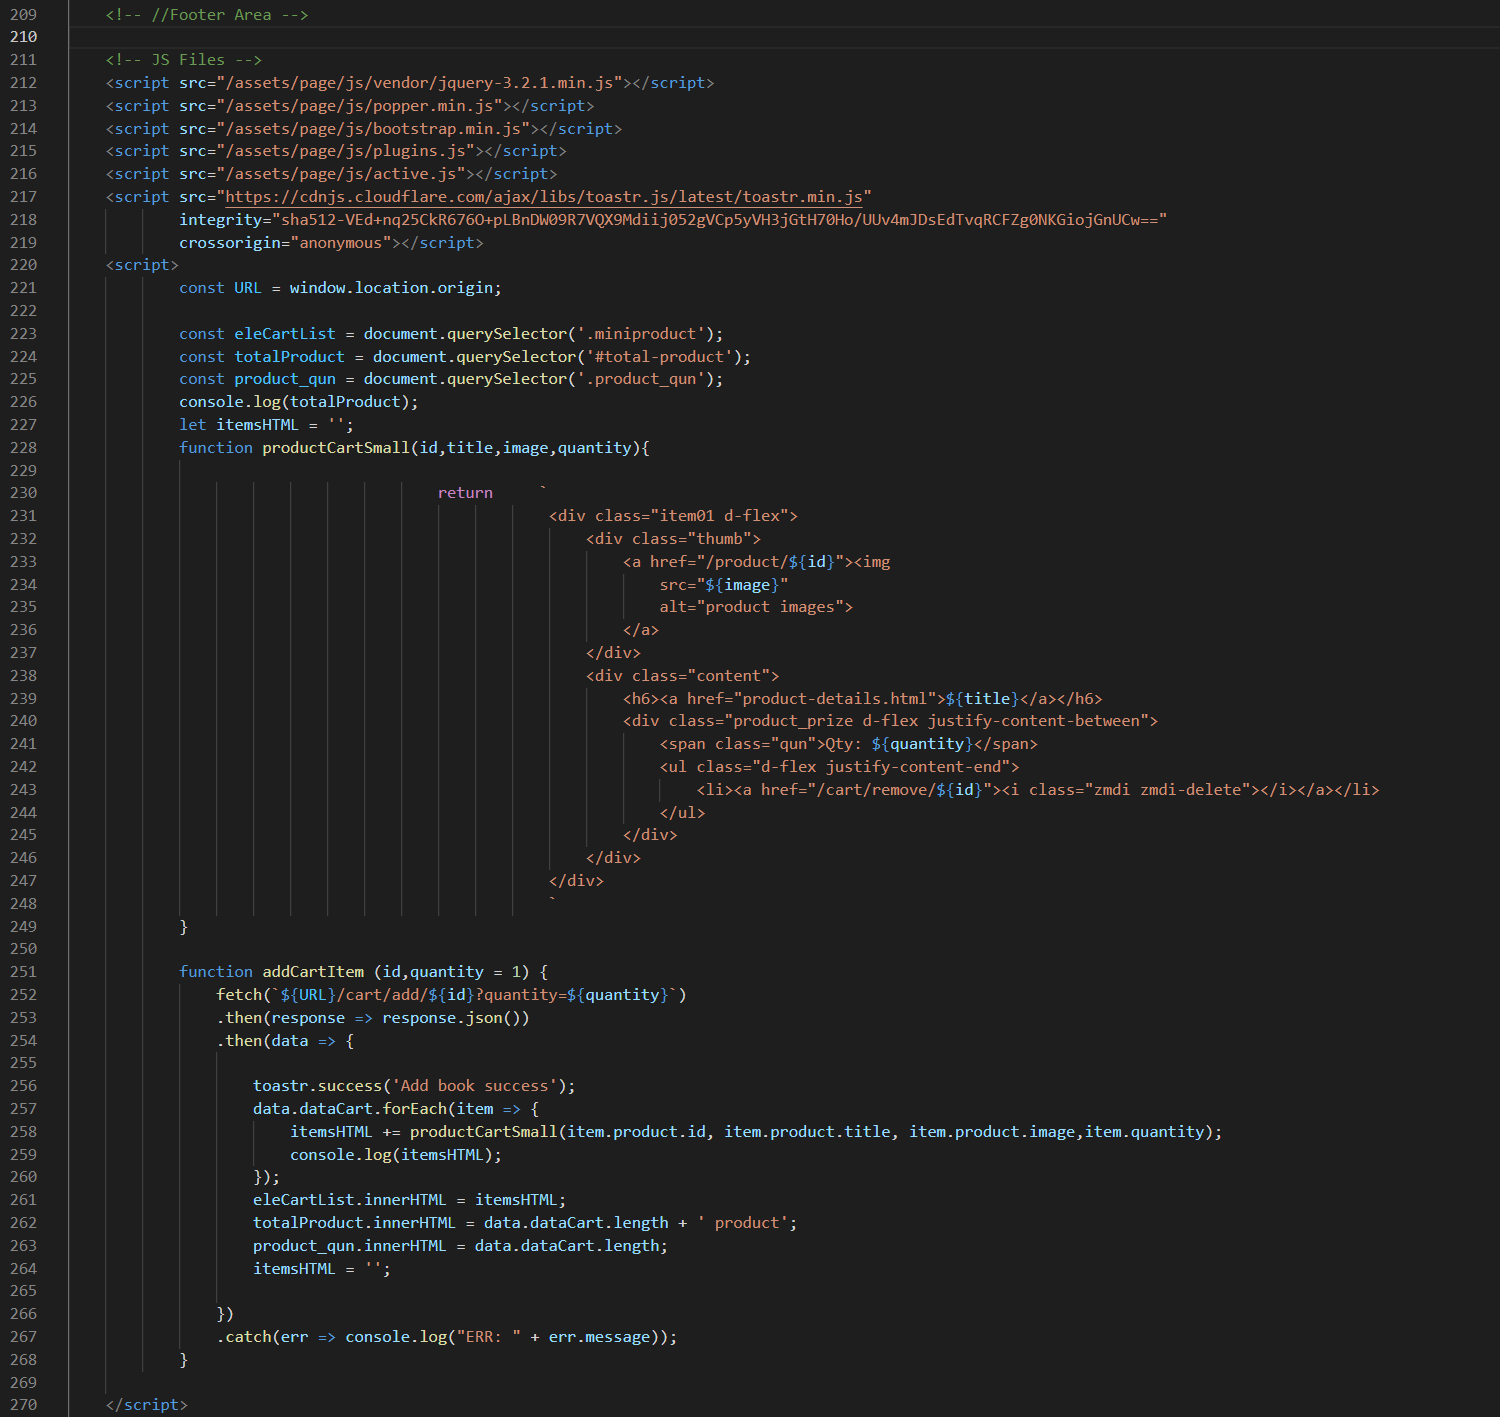 209 <!-- //Footer Area -->
210
211 <!-- JS Files -->
212 <script src="/assets/page/js/vendor/jquery-3.2.1.min.js"></script>
213 <script src="/assets/page/js/popper.min.js"></script>
214 <script src="/assets/page/js/bootstrap.min.js"></script>
215 <script src="/assets/page/js/plugins.js"></script>
216 <script src="/assets/page/js/active.js"></script>
217 <script src="https://cdnjs.cloudflare.com/ajax/libs/toastr.js/latest/toastr.min.js"
218 integrity="sha512-VEd+nq25CkR676O+pLBnDW09R7VQX9Mdiij052gVCp5yVH3jGtH70Ho/UUv4mJDsEdTvqRCFZg0NKGiojGnUCw=="
219 crossorigin="anonymous"></script>
220 <script>
221 const URL = window.location.origin;
222
223 const eleCartList = document.querySelector('.miniproduct');
224 const totalProduct = document.querySelector('#total-product');
225 const product_qun = document.querySelector('.product_qun');
226 console.log(totalProduct);
227 let itemsHTML = '';
228 function productCartSmall(id,title,image,quantity){
229
230 return `
231 <div class="item01 d-flex">
232 <div class="thumb">
233 <a href="/product/${id}"><img
234 src="${image}"
235 alt="product images">
236 </a>
237 </div>
238 <div class="content">
239 <h6><a href="product-details.html">${title}</a></h6>
240 <div class="product_prize d-flex justify-content-between">
241 <span class="qun">Qty: ${quantity}</span>
242 <ul class="d-flex justify-content-end">
243 <li><a href="/cart/remove/${id}"><i class="zmdi zmdi-delete"></i></a></li>
244 </ul>
245 </div>
246 </div>
247 </div>
248 `
249 }
250
251 function addCartItem (id,quantity = 1) {
252 fetch(`${URL}/cart/add/${id}?quantity=${quantity}`)
253 .then(response => response.json())
254 .then(data => {
255
256 toastr.success('Add book success');
257 data.dataCart.forEach(item => {
258 itemsHTML += productCartSmall(item.product.id, item.product.title, item.product.image,item.quantity);
259 console.log(itemsHTML);
260 });
261 eleCartList.innerHTML = itemsHTML;
262 totalProduct.innerHTML = data.dataCart.length + ' product';
263 product_qun.innerHTML = data.dataCart.length;
264 itemsHTML = '';
265
266 })
267 .catch(err => console.log("ERR: " + err.message));
268 }
269
270 </script>